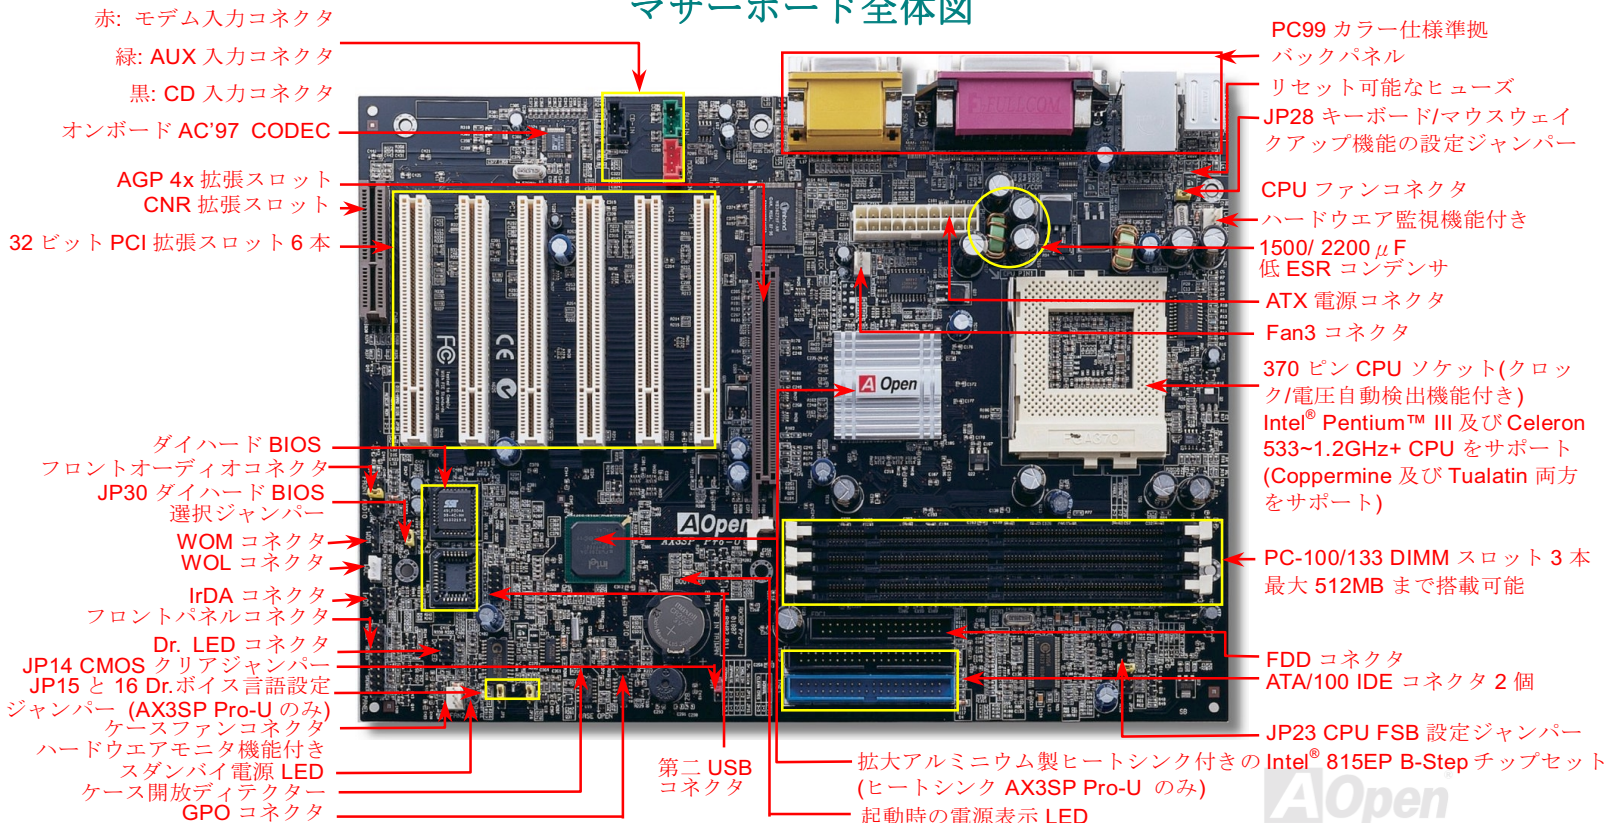 マザーボード全体図
赤: モデム入力コネクタ
緑: AUX 入力コネクタ
黒: CD 入力コネクタ
オンボード AC’97 CODEC
AGP 4x 拡張スロット
CNR 拡張スロット
32 ビット PCI 拡張スロット 6 本
ダイハード BIOS
フロントオーディオコネクタ
JP30 ダイハード BIOS
選択ジャンパー
WOM コネクタ
WOL コネクタ
IrDA コネクタ
フロントパネルコネクタ
Dr. LED コネクタ
JP14 CMOS クリアジャンパー
JP15 と 16 Dr.ボイス言語設定
ジャンパー (AX3SP Pro-U のみ)
ケースファンコネクタ
ハードウエアモニタ機能付き
スダンバイ電源 LED
ケース開放ディテクター
GPO コネクタ
PC99 カラー仕様準拠
バックパネル
リセット可能なヒューズ
JP28 キーボード/マウスウェイ
クアップ機能の設定ジャンパー
CPU ファンコネクタ
ハードウエア監視機能付き
1500/ 2200 μF
低 ESR コンデンサ
ATX 電源コネクタ
Fan3 コネクタ
370 ピン CPU ソケット(クロッ
ク/電圧自動検出機能付き)
Intel® Pentium™ III 及び Celeron
533~1.2GHz+ CPU をサポート
(Coppermine 及び Tualatin 両方
をサポート)
PC-100/133 DIMM スロット 3 本
最大 512MB まで搭載可能
FDD コネクタ
ATA/100 IDE コネクタ 2 個
JP23 CPU FSB 設定ジャンパー
第二 USB
コネクタ
拡大アルミニウム製ヒートシンク付きの Intel® 815EP B-Step チップセット
(ヒートシンク AX3SP Pro-U のみ)
起動時の電源表示 LED
A Open
AOpen
AX3SP Pro-U
FC
CE
intel
F-FULLCOM
CASE OPEN
AOpen